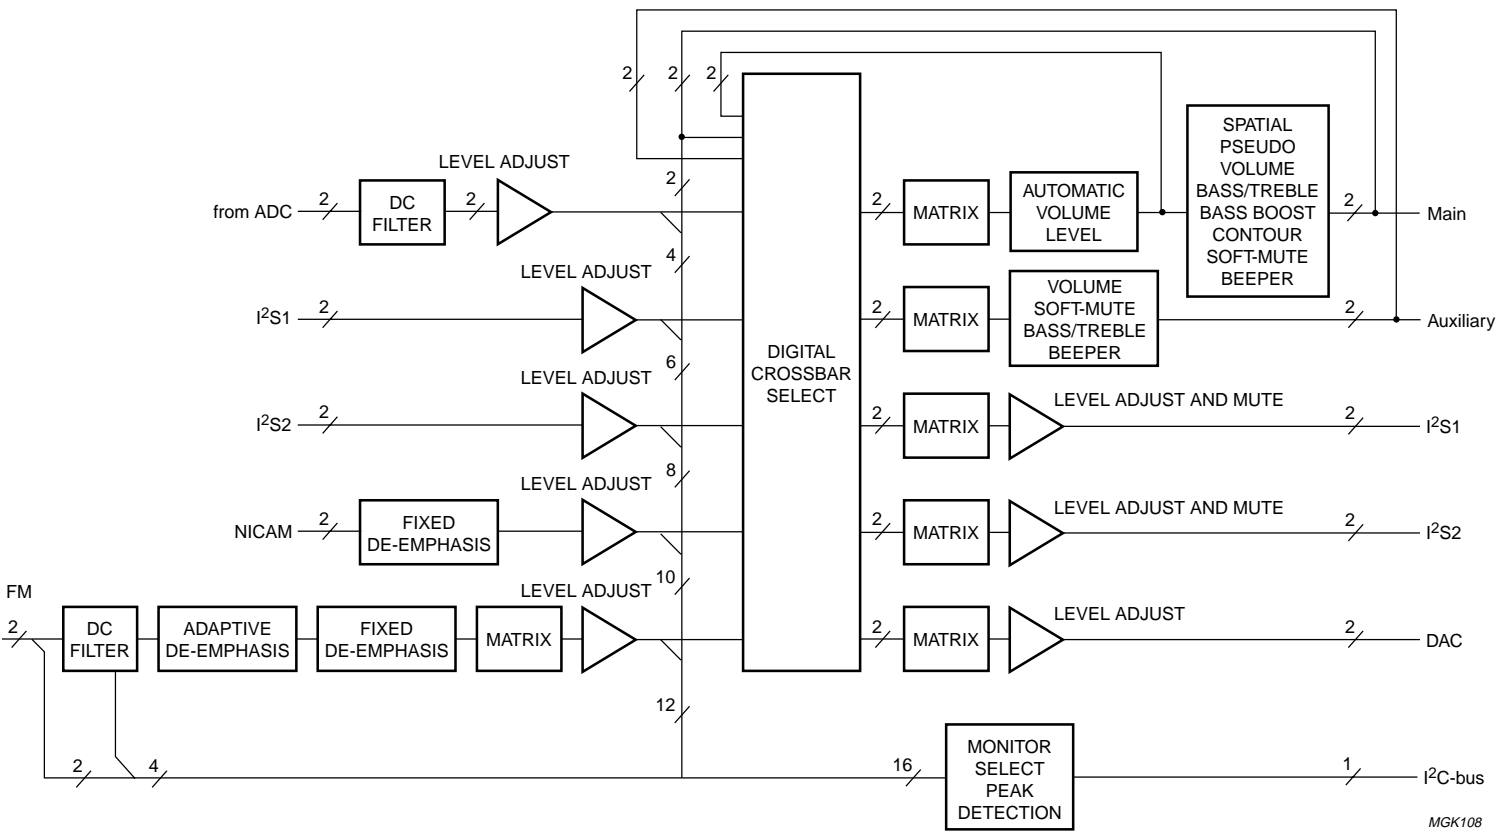 2 2 2
SPATIAL
PSEUDO
VOLUME
BASS/TREBLE
BASS BOOST
CONTOUR
SOFT-MUTE
BEEPER
LEVEL ADJUST
from ADC 2
DC
FILTER
2
2
2
MATRIX
AUTOMATIC
VOLUME
LEVEL
2
Main
4
LEVEL ADJUST
I²S1 2
2
MATRIX
VOLUME
SOFT-MUTE
BASS/TREBLE
BEEPER
2
Auxiliary
DIGITAL
CROSSBAR
SELECT
6
LEVEL ADJUST
I²S2 2
2
MATRIX
LEVEL ADJUST AND MUTE
2
I²S1
8
LEVEL ADJUST
NICAM 2
FIXED
DE-EMPHASIS
2
MATRIX
LEVEL ADJUST AND MUTE
2
I²S2
10
LEVEL ADJUST
FM
2
DC
FILTER
ADAPTIVE
DE-EMPHASIS
FIXED
DE-EMPHASIS
MATRIX
2
MATRIX
LEVEL ADJUST
2
DAC
12
2
4
16
MONITOR
SELECT
PEAK
DETECTION
1
I²C-bus
MGK108